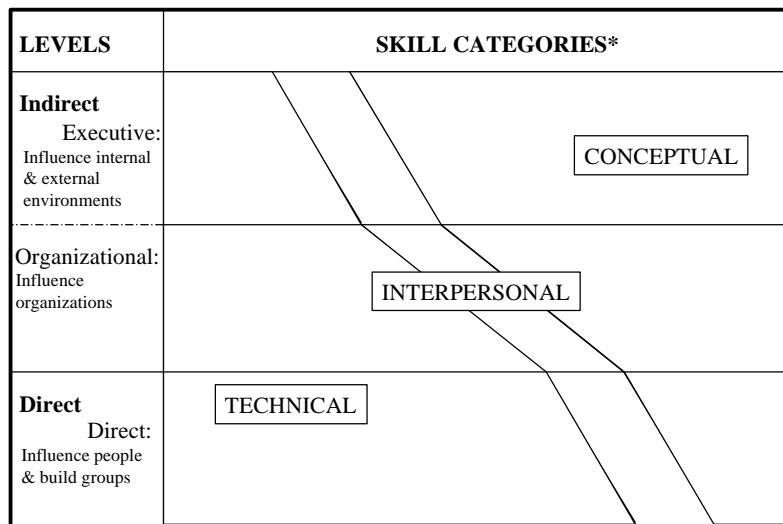 LEVELS
SKILL CATEGORIES*
Indirect
Executive:
Influence internal
& external
environments
CONCEPTUAL
Organizational:
Influence
organizations
INTERPERSONAL
Direct
Direct:
Influence people
& build groups
TECHNICAL